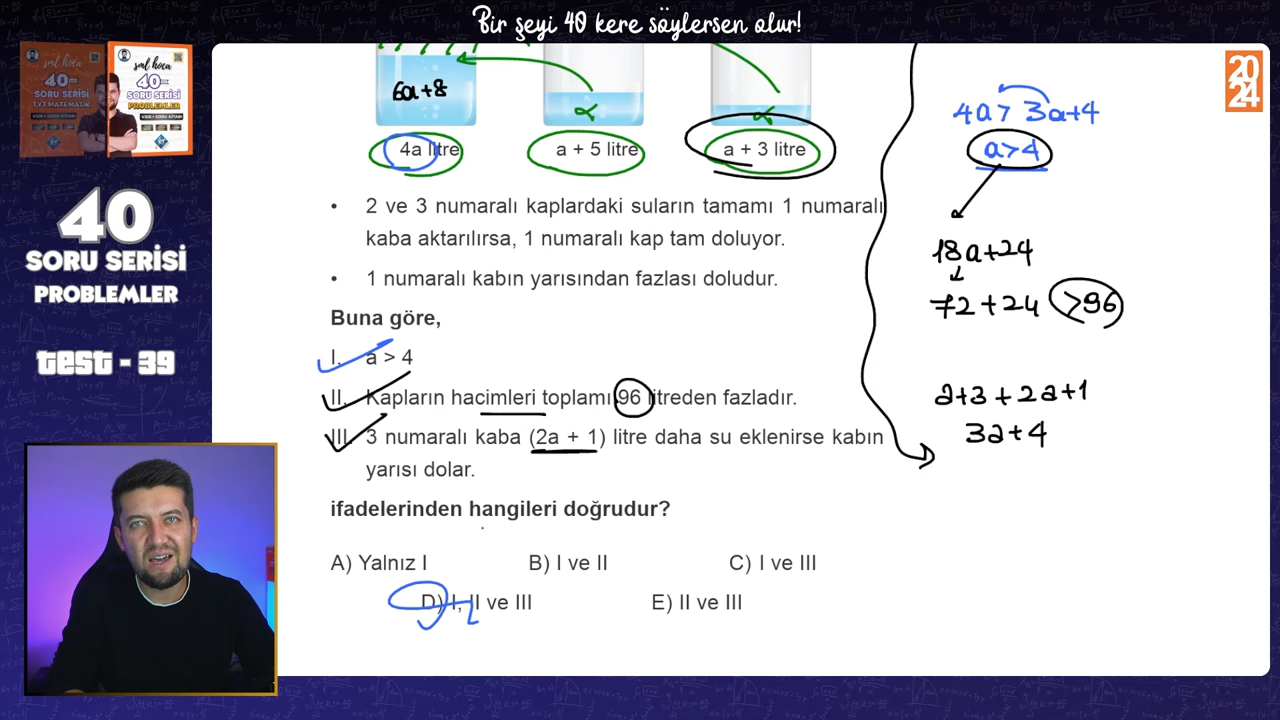 Bir şeyi 40 kere söylersen olur!
sml hoca
40
SORU SERİSİ
TYT MATEMATİK
sml hoca
40
SORU SERİSİ
PROBLEMLER
40
SORU SERİSİ
PROBLEMLER
TEST - 39
2024
6a+8
α
α
4a litre
a + 5 litre
a + 3 litre
• 2 ve 3 numaralı kaplardaki suların tamamı 1 numaralı
kaba aktarılırsa, 1 numaralı kap tam doluyor.
• 1 numaralı kabın yarısından fazlası doludur.
Buna göre,
I. a > 4
II. Kapların hacimleri toplamı 96 litreden fazladır.
III. 3 numaralı kaba (2a + 1) litre daha su eklenirse kabın
yarısı dolar.
ifadelerinden hangileri doğrudur?
A) Yalnız I B) I ve II C) I ve III
D) I, II ve III E) II ve III
4a > 3a+4
a>4
18a+24
72+24 >96
a+3+2a+1
3a+4